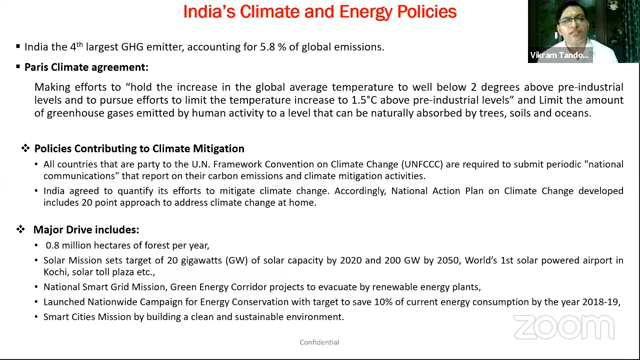 India's Climate and Energy Policies
Vikram Tando...
▪ India the 4th largest GHG emitter, accounting for 5.8 % of global emissions.
▪ Paris Climate agreement:
Making efforts to "hold the increase in the global average temperature to well below 2 degrees above pre-industrial
levels and to pursue efforts to limit the temperature increase to 1.5°C above pre-industrial levels" and Limit the amount
of greenhouse gases emitted by human activity to a level that can be naturally absorbed by trees, soils and oceans.
❖ Policies Contributing to Climate Mitigation
• All countries that are party to the U.N. Framework Convention on Climate Change (UNFCCC) are required to submit periodic "national
communications" that report on their carbon emissions and climate mitigation activities.
• India agreed to quantify its efforts to mitigate climate change. Accordingly, National Action Plan on Climate Change developed
includes 20 point approach to address climate change at home.
❖ Major Drive includes:
• 0.8 million hectares of forest per year,
• Solar Mission sets target of 20 gigawatts (GW) of solar capacity by 2020 and 200 GW by 2050, World's 1st solar powered airport in
Kochi, solar toll plaza etc.,
• National Smart Grid Mission, Green Energy Corridor projects to evacuate by renewable energy plants,
• Launched Nationwide Campaign for Energy Conservation with target to save 10% of current energy consumption by the year 2018-19,
• Smart Cities Mission by building a clean and sustainable environment.
zoom
Confidential